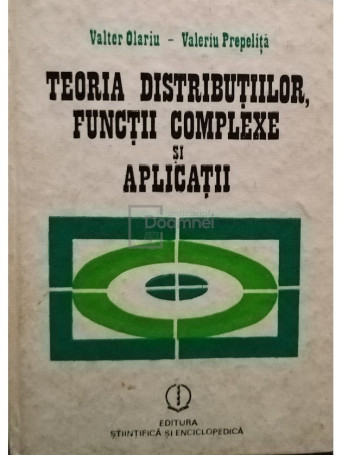 Valter Olariu – Valeriu Prepeliță
TEORIA DISTRIBUȚIILOR,
FUNCȚII COMPLEXE
ȘI
APLICAȚII
EDITURA
ȘTIINȚIFICĂ ȘI ENCICLOPEDICĂ